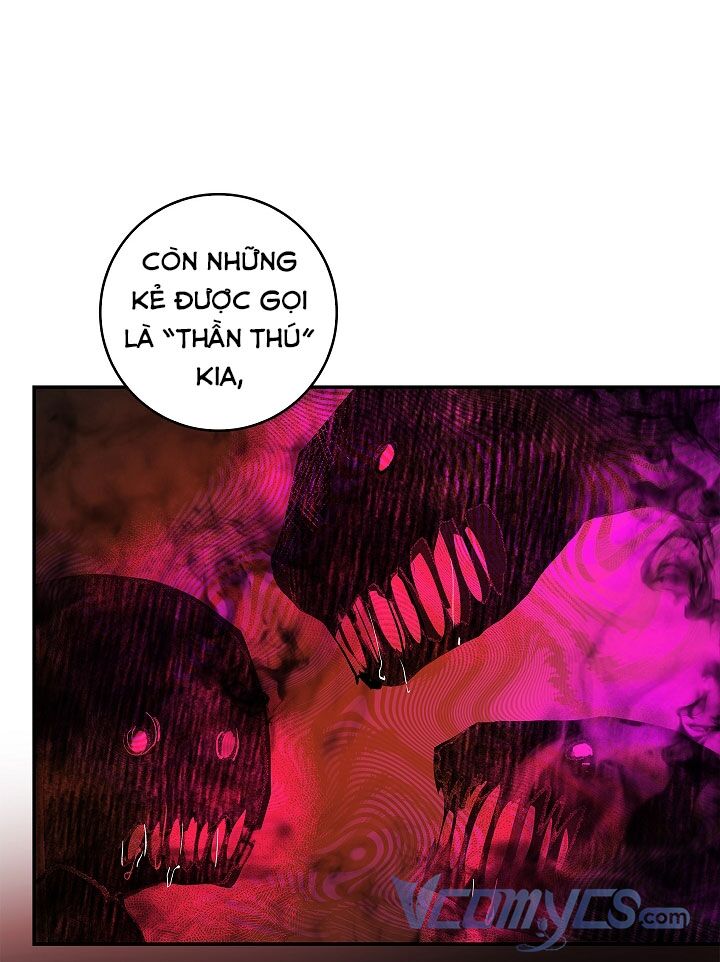 CÒN NHỮNG
KẺ ĐƯỢC GỌI
LÀ "THẦN THÚ"
KIA,
VCOMYCS.com